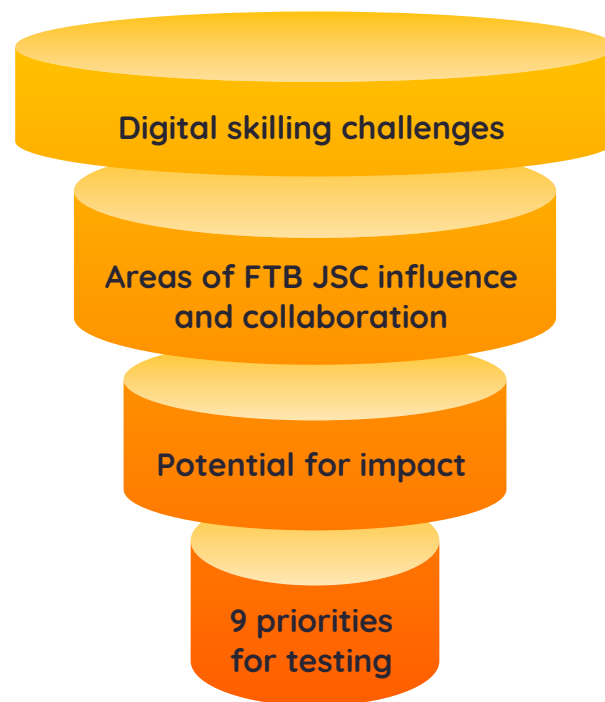 Digital skilling challenges
Areas of FTB JSC influence
and collaboration
Potential for impact
9 priorities
for testing